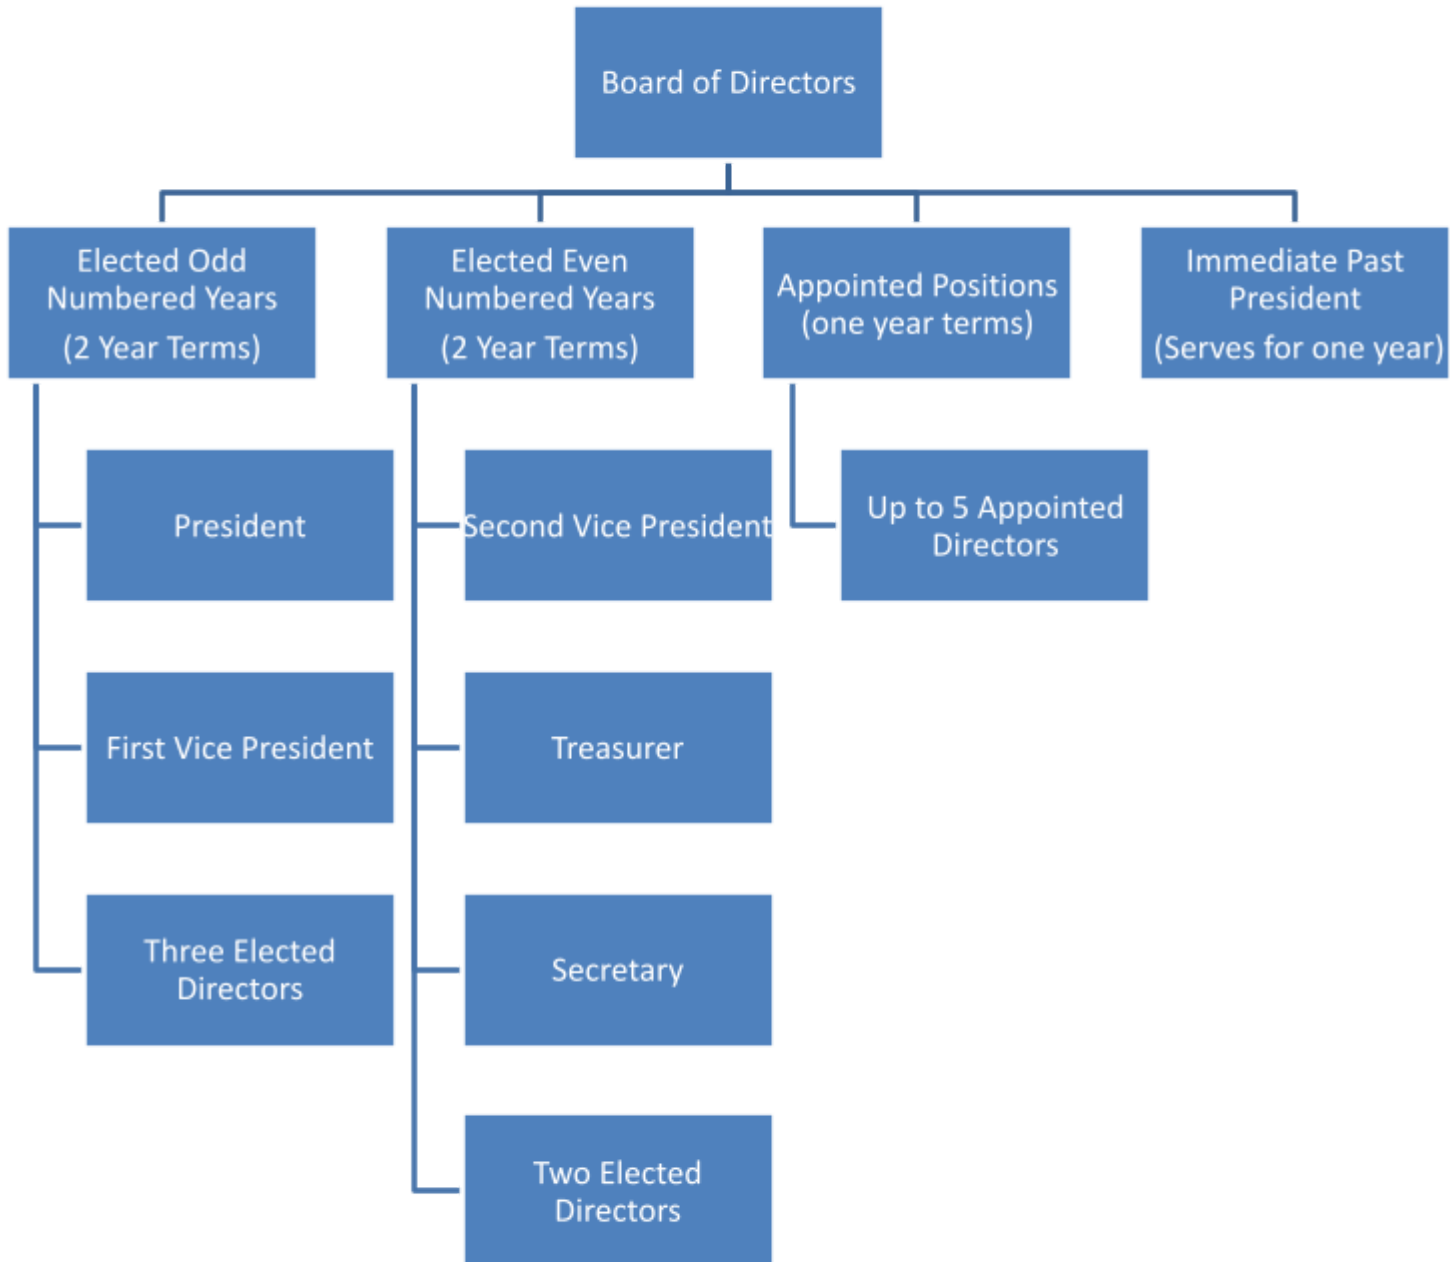 Board of Directors
Elected Odd
Numbered Years
(2 Year Terms)
Elected Even
Numbered Years
(2 Year Terms)
Appointed Positions
(one year terms)
Immediate Past
President
(Serves for one year)
President
First Vice President
Three Elected
Directors
Second Vice President
Treasurer
Secretary
Two Elected
Directors
Up to 5 Appointed
Directors